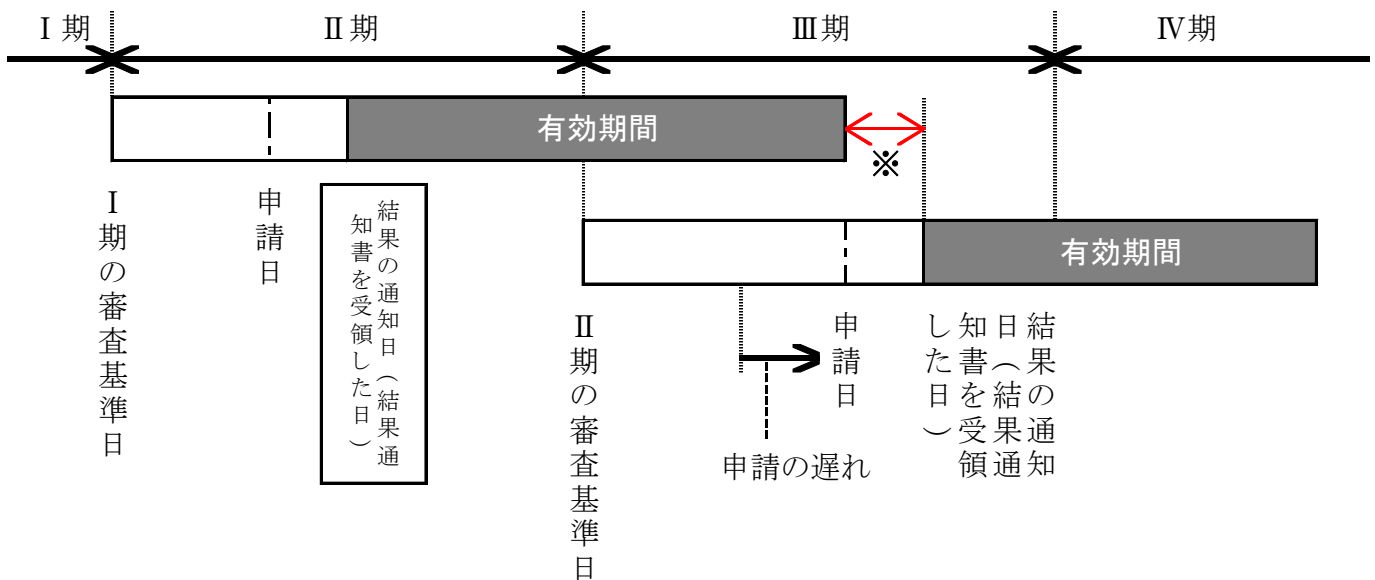 Ⅰ期
Ⅱ期
Ⅲ期
Ⅳ期
有効期間
※
Ⅰ期の審査基準日
申請日
結果の通知日（結果通
知書を受領した日）
有効期間
Ⅱ期の審査基準日
申請の遅れ
申請日
結果の通知
日（結果通
知書を受領
した日）